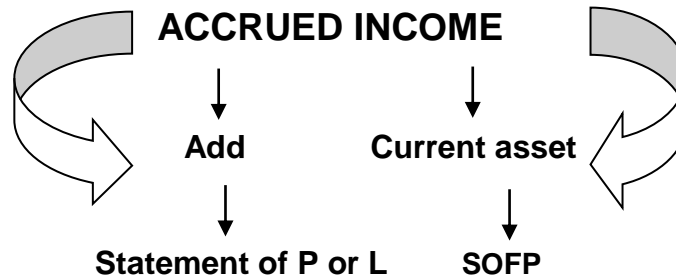 ACCRUED INCOME
Add Current asset
Statement of P or L SOFP